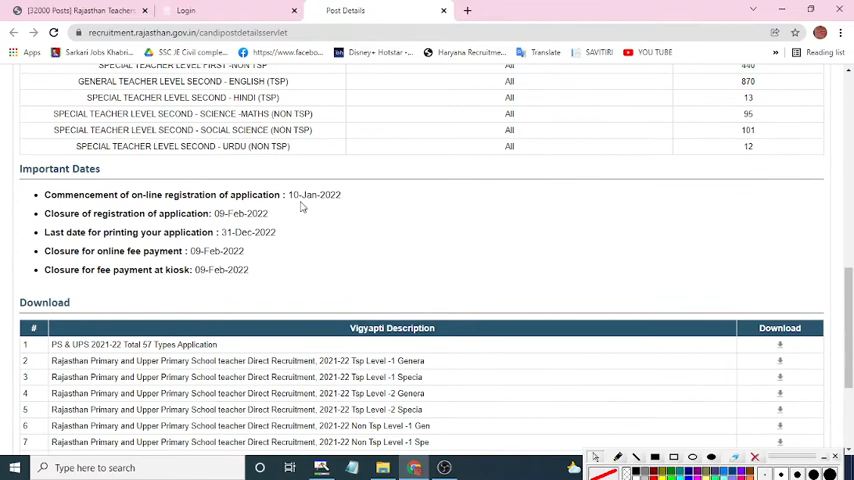 [32000 Posts] Rajasthan Teachers
Login
Post Details
recruitment.rajasthan.gov.in/candipostdetailsservlet
Apps
Sarkari Jobs Khabri...
SSC JE Civil comple...
https://www.facebo...
Disney+ Hotstar -...
Haryana Recruitme...
Translate
SAVITIRI
YOU TUBE
Reading list
SPECIAL TEACHER LEVEL FIRST -NON TSP All 440
GENERAL TEACHER LEVEL SECOND - ENGLISH (TSP) All 870
SPECIAL TEACHER LEVEL SECOND - HINDI (TSP) All 13
SPECIAL TEACHER LEVEL SECOND - SCIENCE -MATHS (NON TSP) All 95
SPECIAL TEACHER LEVEL SECOND - SOCIAL SCIENCE (NON TSP) All 101
SPECIAL TEACHER LEVEL SECOND - URDU (NON TSP) All 12
Important Dates
Commencement of on-line registration of application : 10-Jan-2022
Closure of registration of application: 09-Feb-2022
Last date for printing your application : 31-Dec-2022
Closure for online fee payment : 09-Feb-2022
Closure for fee payment at kiosk: 09-Feb-2022
Download
# Vigyapti Description Download
1 PS & UPS 2021-22 Total 57 Types Application
2 Rajasthan Primary and Upper Primary School teacher Direct Recruitment, 2021-22 Tsp Level -1 Genera
3 Rajasthan Primary and Upper Primary School teacher Direct Recruitment, 2021-22 Tsp Level -1 Specia
4 Rajasthan Primary and Upper Primary School teacher Direct Recruitment, 2021-22 Tsp Level -2 Genera
5 Rajasthan Primary and Upper Primary School teacher Direct Recruitment, 2021-22 Tsp Level -2 Specia
6 Rajasthan Primary and Upper Primary School teacher Direct Recruitment, 2021-22 Non Tsp Level -1 Gen
7 Rajasthan Primary and Upper Primary School teacher Direct Recruitment, 2021-22 Non Tsp Level -1 Spe
Type here to search